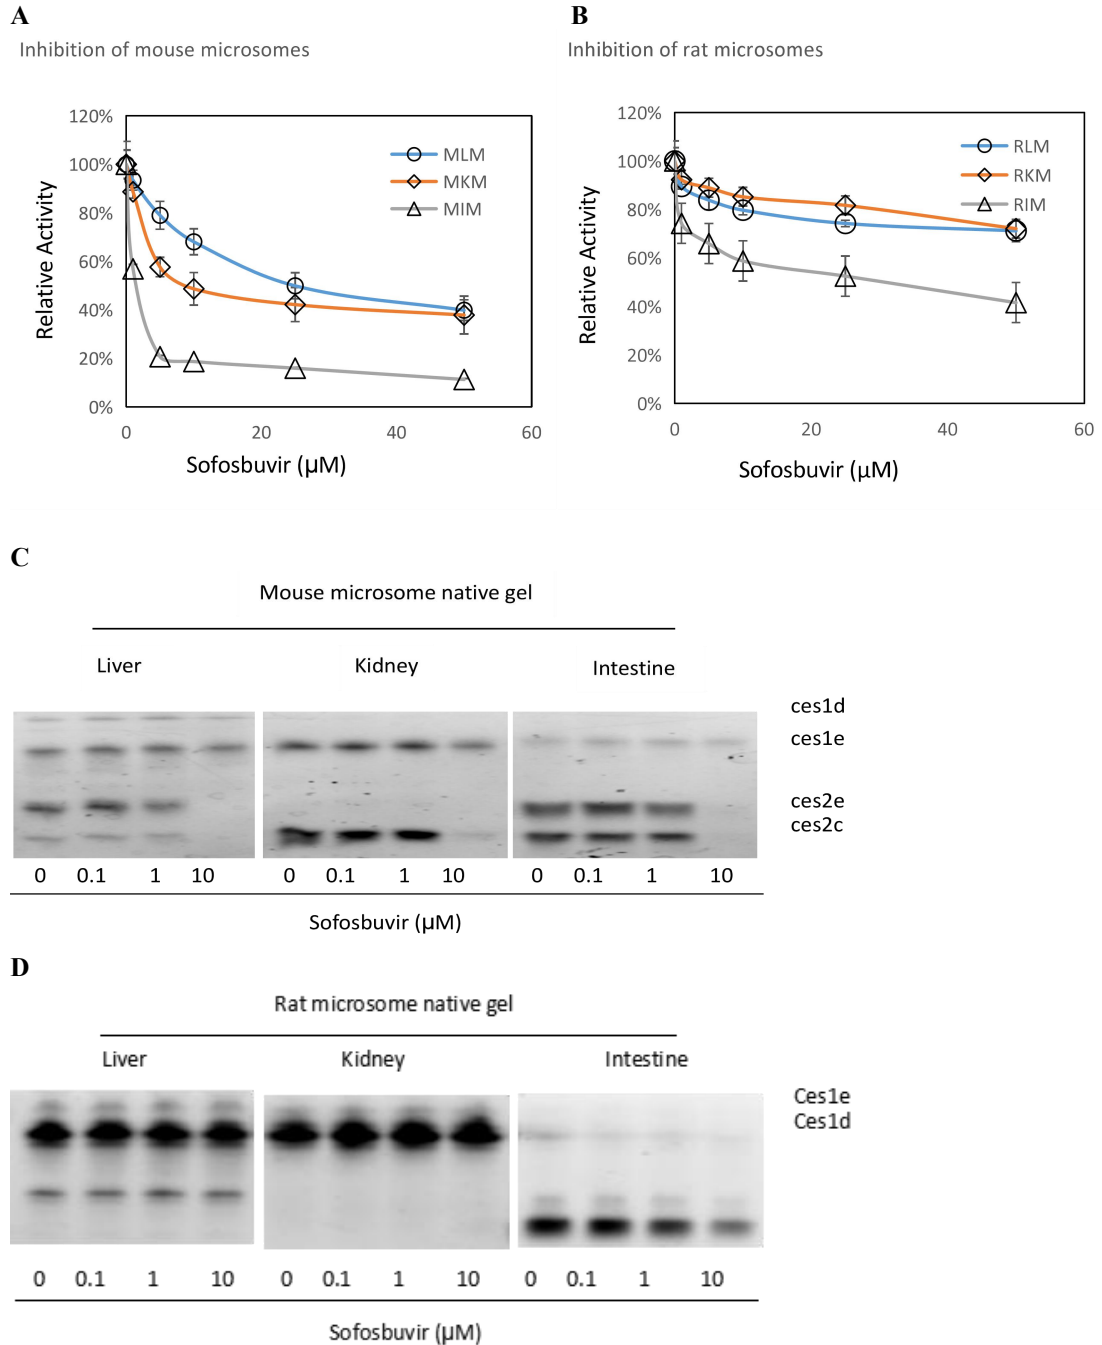 A
Inhibition of mouse microsomes
120%
100%
80%
60%
40%
20%
0%
Relative Activity
MLM
MKM
MIM
0 20 40 60
Sofosbuvir (µM)
B
Inhibition of rat microsomes
120%
100%
80%
60%
40%
20%
0%
Relative Activity
RLM
RKM
RIM
0 20 40 60
Sofosbuvir (µM)
C
Mouse microsome native gel
Liver Kidney Intestine
ces1d
ces1e
ces2e
ces2c
0 0.1 1 10 0 0.1 1 10 0 0.1 1 10
Sofosbuvir (µM)
D
Rat microsome native gel
Liver Kidney Intestine
Ces1e
Ces1d
0 0.1 1 10 0 0.1 1 10 0 0.1 1 10
Sofosbuvir (µM)